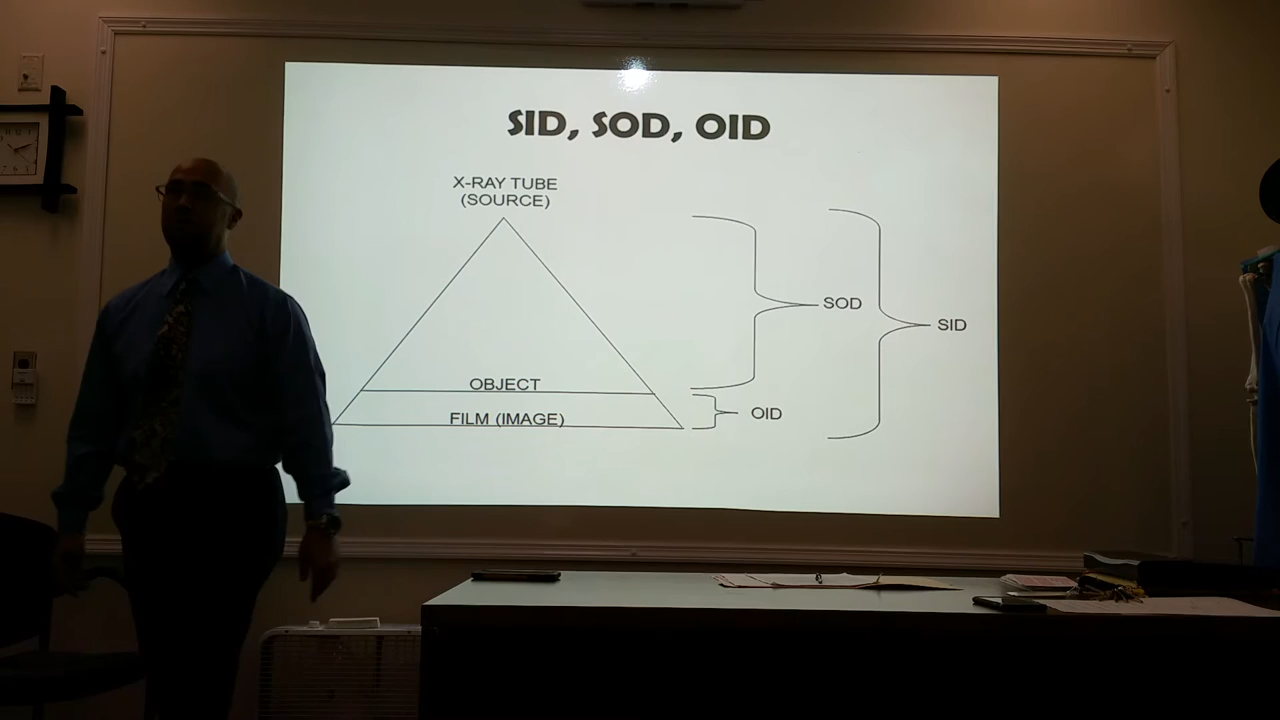 SID, SOD, OID
X-RAY TUBE
(SOURCE)
SOD
SID
OBJECT
OID
FILM (IMAGE)